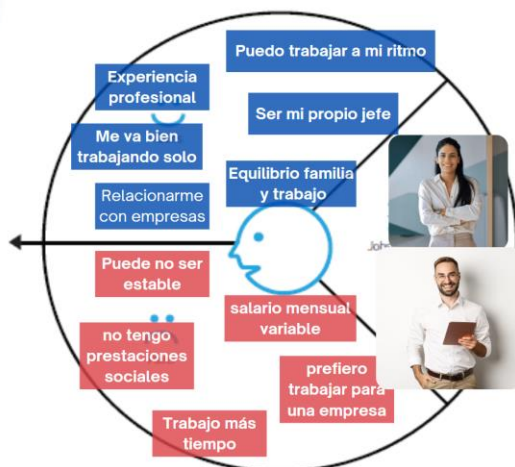 Puedo trabajar a mi ritmo
Experiencia
profesional
Ser mi propio jefe
Me va bien
trabajando solo
Equilibrio familia
y trabajo
Relacionarme
con empresas
Job
Puede no ser
estable
salario mensual
variable
no tengo
prestaciones
sociales
prefiero
trabajar para
una empresa
Trabajo más
tiempo